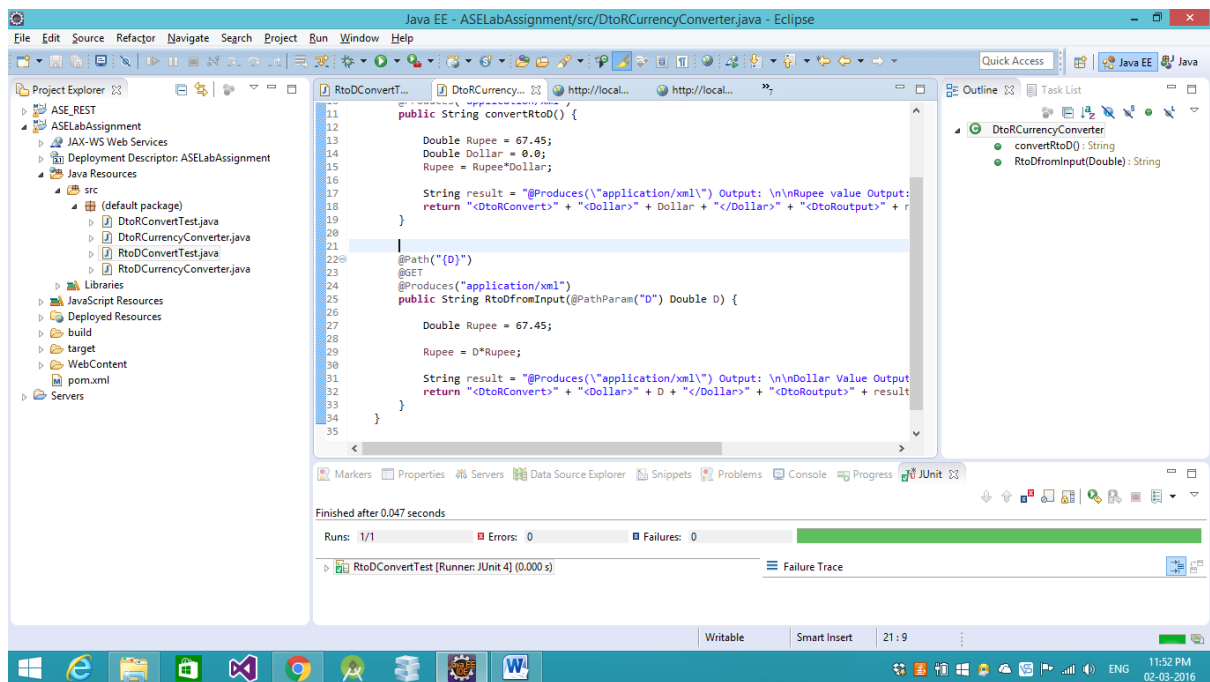 Java EE - ASELabAssignment/src/DtoRCurrencyConverter.java - Eclipse
File Edit Source Refactor Navigate Search Project Run Window Help
Quick Access Java EE Java
Project Explorer
ASE_REST
ASELabAssignment
JAX-WS Web Services
Deployment Descriptor: ASELabAssignment
Java Resources
src
(default package)
DtoRConvertTest.java
DtoRCurrencyConverter.java
RtoDConvertTest.java
RtoDCurrencyConverter.java
Libraries
JavaScript Resources
Deployed Resources
build
target
WebContent
pom.xml
Servers
RtoDConvertT... DtoRCurrency... http://local... http://local...
11 public String convertRtoD() {
12
13 Double Rupee = 67.45;
14 Double Dollar = 0.0;
15 Rupee = Rupee*Dollar;
16
17 String result = "@Produces(\"application/xml\") Output: \n\nRupee value Output:
18 return "<DtoRConvert>" + "<Dollar>" + Dollar + "</Dollar>" + "<DtoRoutput>" + r
19 }
20
21
22 @Path("{D}")
23 @GET
24 @Produces("application/xml")
25 public String RtoDfromInput(@PathParam("D") Double D) {
26
27 Double Rupee = 67.45;
28
29 Rupee = D*Rupee;
30
31 String result = "@Produces(\"application/xml\") Output: \n\nDollar Value Output
32 return "<DtoRConvert>" + "<Dollar>" + D + "</Dollar>" + "<DtoRoutput>" + result
33 }
34 }
35
Outline Task List
DtoRCurrencyConverter
convertRtoD() : String
RtoDfromInput(Double) : String
Markers Properties Servers Data Source Explorer Snippets Problems Console Progress JUnit
Finished after 0.047 seconds
Runs: 1/1 Errors: 0 Failures: 0
RtoDConvertTest [Runner: JUnit 4] (0.000 s)
Failure Trace
Writable Smart Insert 21 : 9
ENG 11:52 PM
02-03-2016